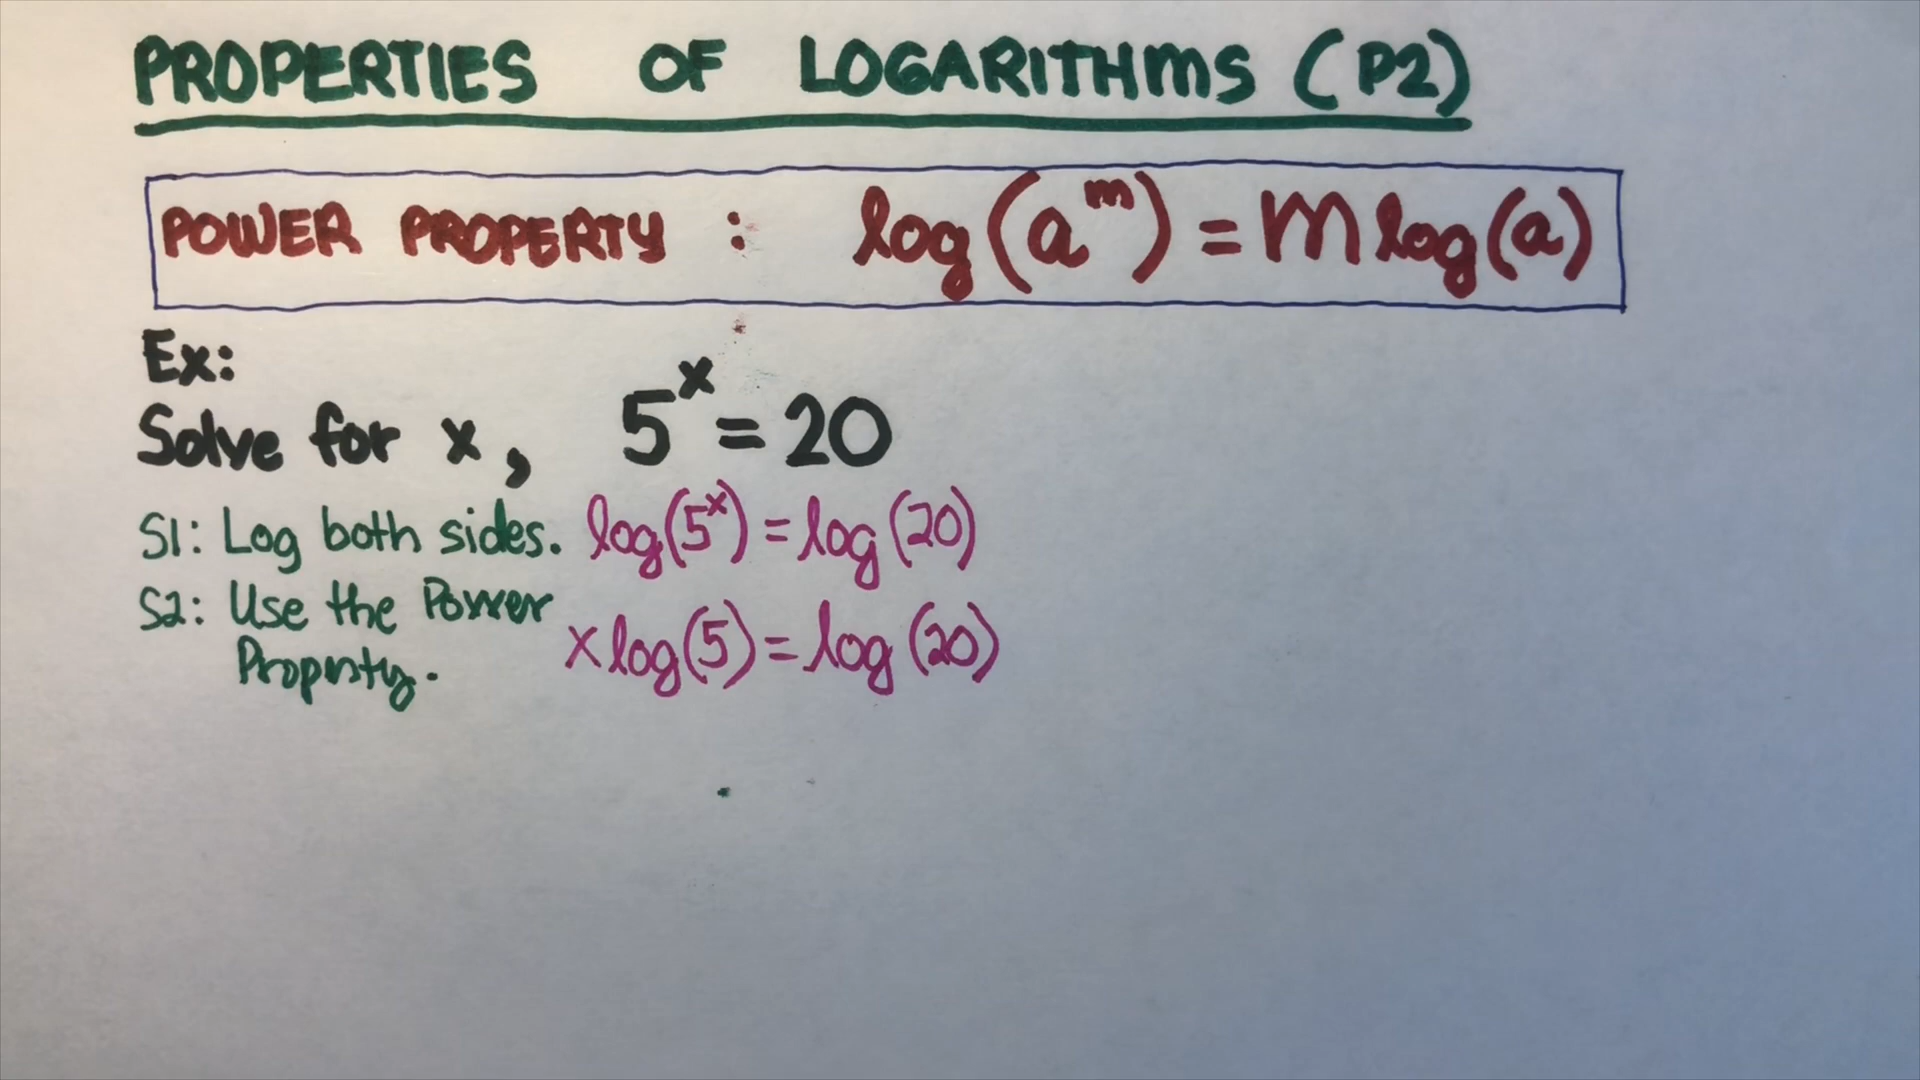 PROPERTIES OF LOGARITHMS (P2)
POWER PROPERTY : log(a^m) = m log(a)
Ex:
Solve for x, 5^x = 20
S1: Log both sides. log(5^x) = log(20)
S2: Use the Power
Property. x log(5) = log(20)